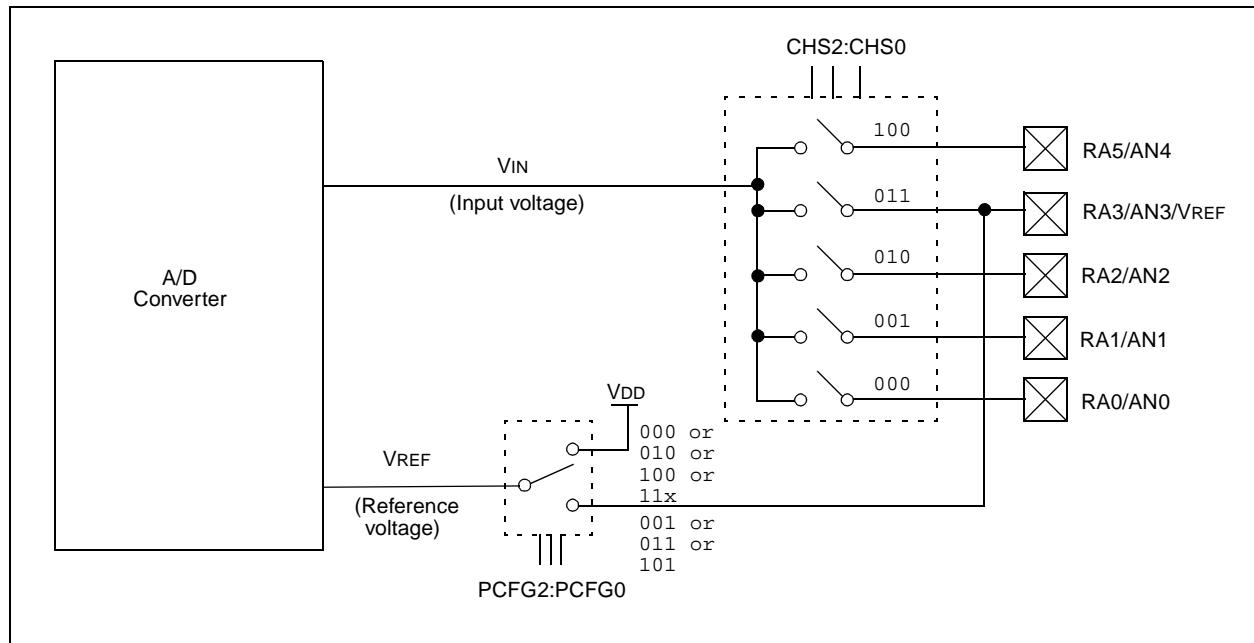 CHS2:CHS0
100
RA5/AN4
VIN
(Input voltage)
011
RA3/AN3/VREF
A/D
Converter
010
RA2/AN2
001
RA1/AN1
000
RA0/AN0
VDD
000 or
010 or
100 or
11x
001 or
011 or
101
VREF
(Reference
voltage)
PCFG2:PCFG0